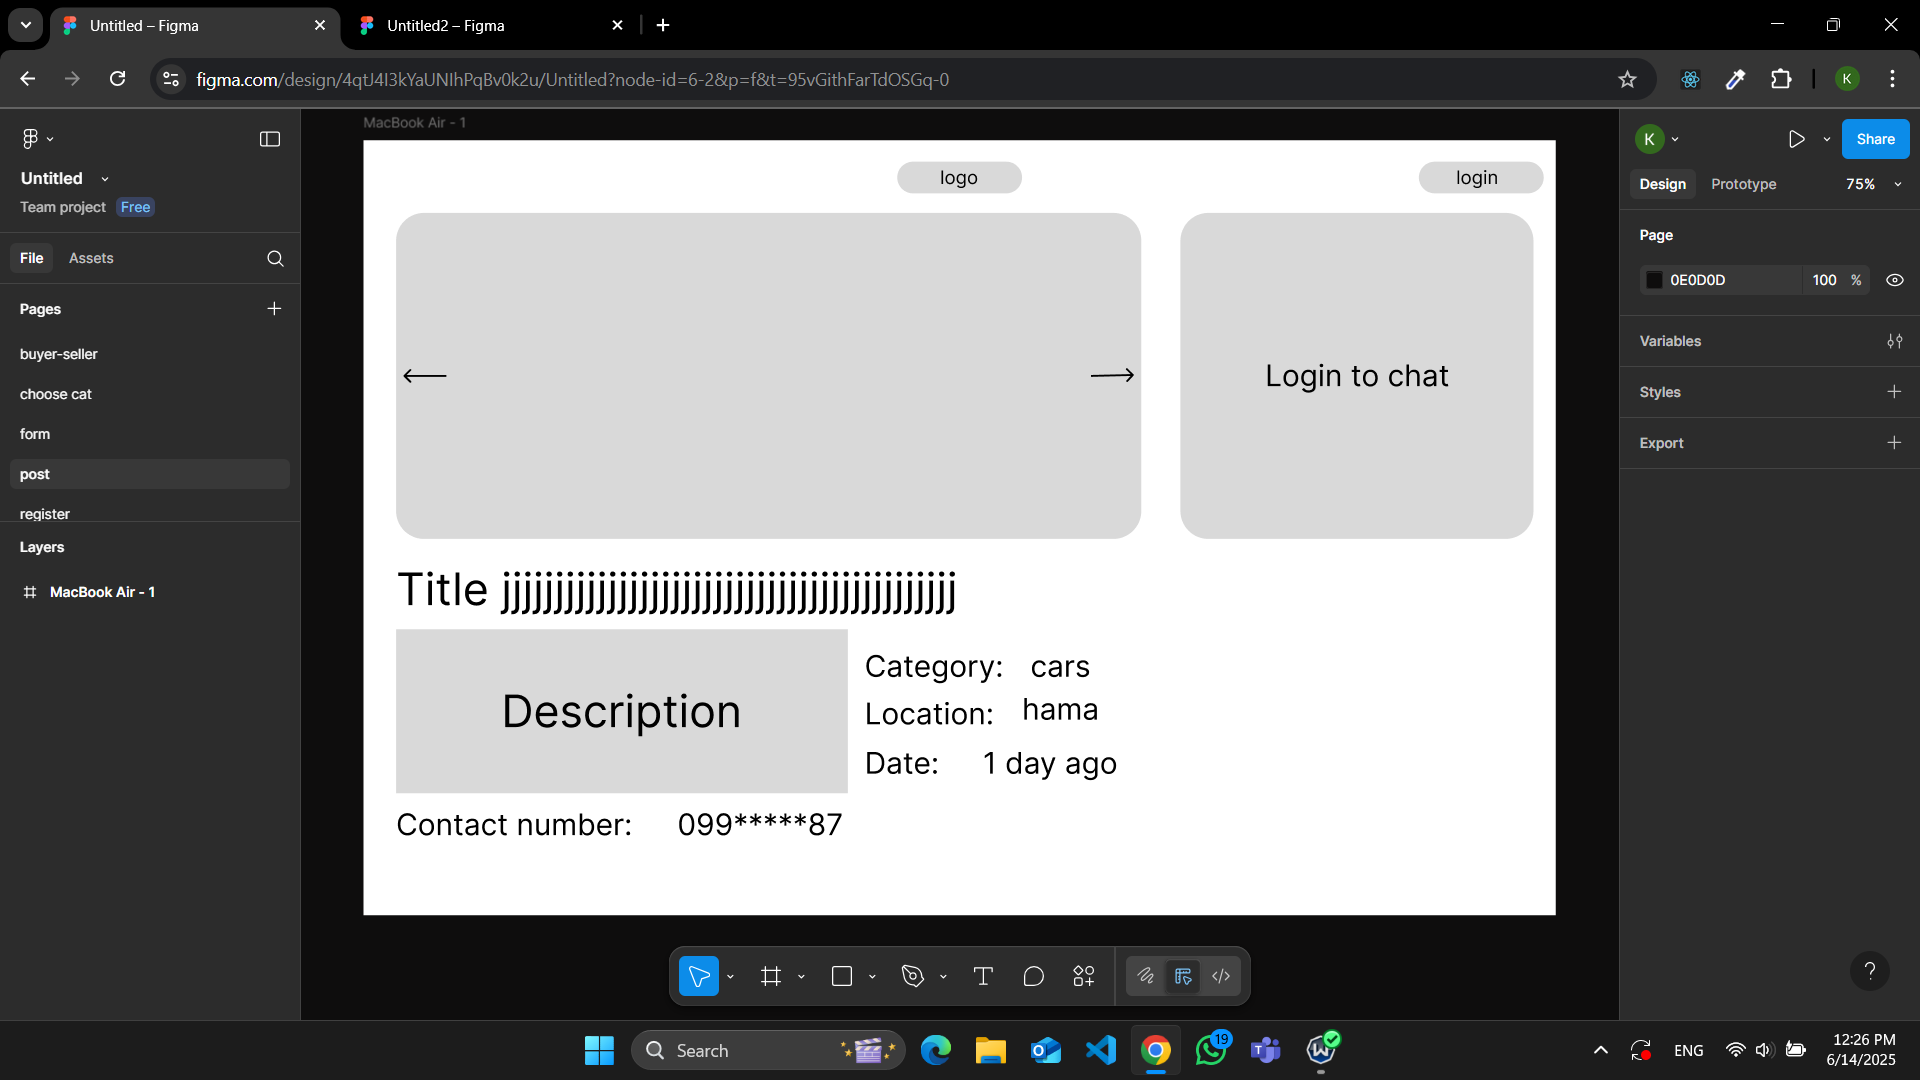 Untitled – Figma
Untitled2 – Figma
figma.com/design/4qtJ4I3kYaUNIhPqBv0k2u/Untitled?node-id=6-2&p=f&t=95vGithFarTdOSGq-0
K
Untitled
Team project Free
File Assets
Pages
buyer-seller
choose cat
form
post
register
Layers
MacBook Air - 1
MacBook Air - 1
logo
login
Login to chat
Title jjjjjjjjjjjjjjjjjjjjjjjjjjjjjjjjjjjjjjjjjjj
Description
Category: cars
Location: hama
Date: 1 day ago
Contact number: 099*****87
K
Share
Design Prototype 75%
Page
0E0D0D 100 %
Variables
Styles
Export
?
Search
19
ENG
12:26 PM
6/14/2025